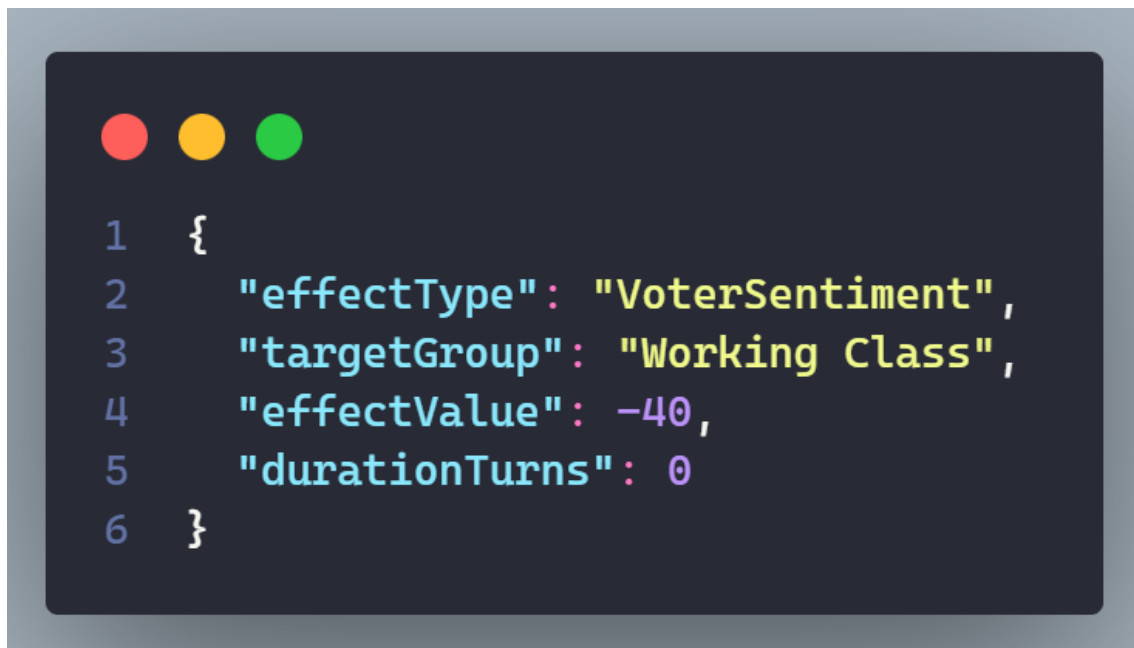 1 {
2 "effectType": "VoterSentiment",
3 "targetGroup": "Working Class",
4 "effectValue": -40,
5 "durationTurns": 0
6 }